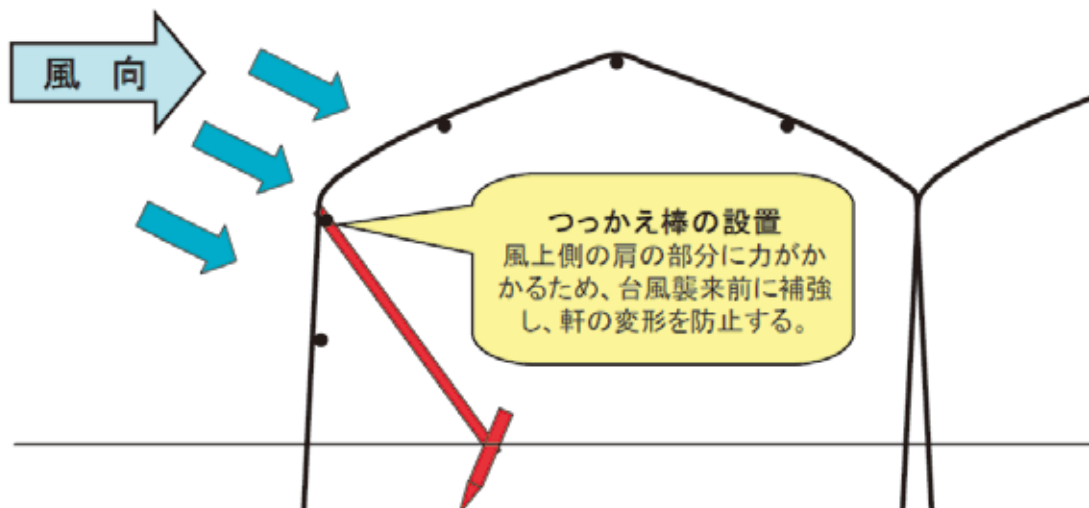 風 向
つっかえ棒の設置
風上側の肩の部分に力がか
かるため、台風襲来前に補強
し、軒の変形を防止する。